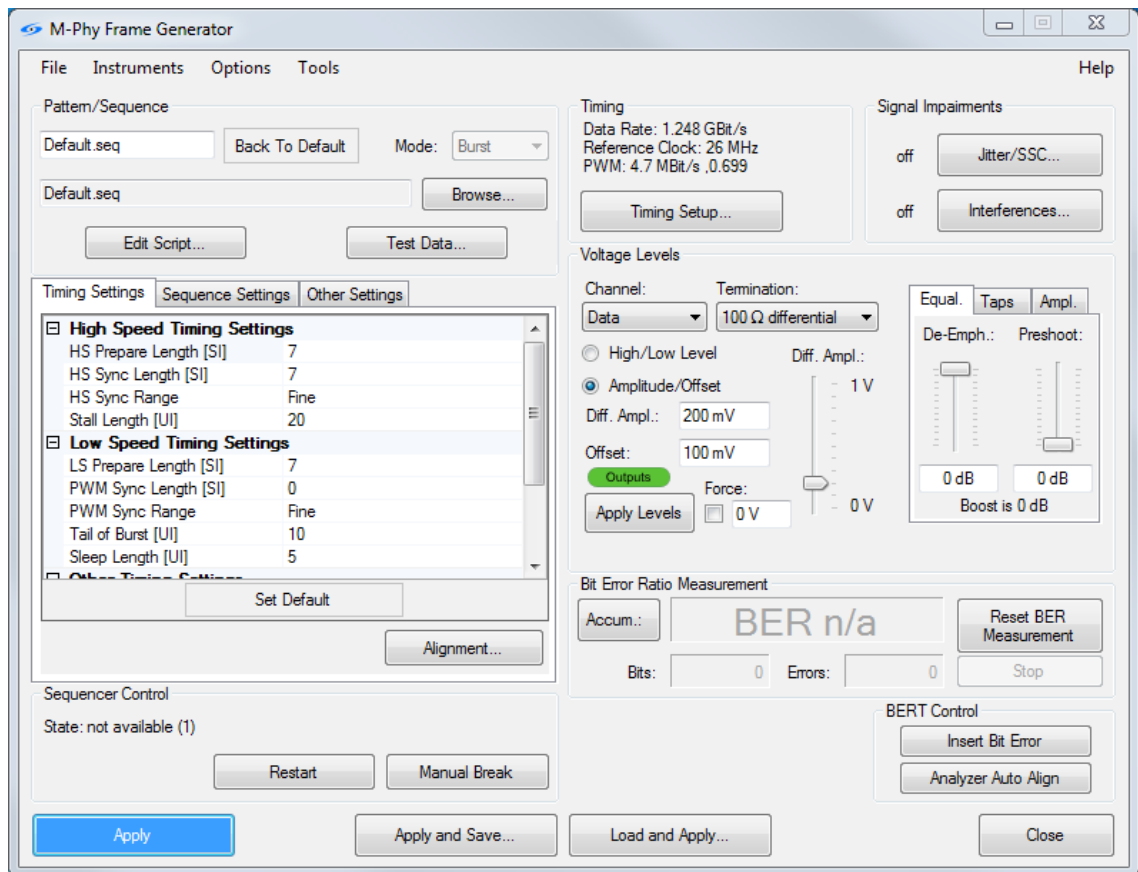 M-Phy Frame Generator
File Instruments Options Tools Help
Pattern/Sequence
Default.seq Back To Default Mode: Burst
Default.seq Browse...
Edit Script... Test Data...
Timing Settings Sequence Settings Other Settings
High Speed Timing Settings
HS Prepare Length [SI] 7
HS Sync Length [SI] 7
HS Sync Range Fine
Stall Length [UI] 20
Low Speed Timing Settings
LS Prepare Length [SI] 7
PWM Sync Length [SI] 0
PWM Sync Range Fine
Tail of Burst [UI] 10
Sleep Length [UI] 5
Other Timing Settings
Set Default
Alignment...
Sequencer Control
State: not available (1)
Restart Manual Break
Timing
Data Rate: 1.248 GBit/s
Reference Clock: 26 MHz
PWM: 4.7 MBit/s ,0.699
Timing Setup...
Signal Impairments
off Jitter/SSC...
off Interferences...
Voltage Levels
Channel: Termination:
Data 100 Ω differential
High/Low Level
Amplitude/Offset
Diff. Ampl.: 200 mV
Offset: 100 mV
Outputs
Apply Levels
Force:
0 V
Diff. Ampl.:
1 V
0 V
Equal. Taps Ampl.
De-Emph.: Preshoot:
0 dB 0 dB
Boost is 0 dB
Bit Error Ratio Measurement
Accum.: BER n/a Reset BER
Measurement
Bits: 0 Errors: 0 Stop
BERT Control
Insert Bit Error
Analyzer Auto Align
Apply Apply and Save... Load and Apply... Close